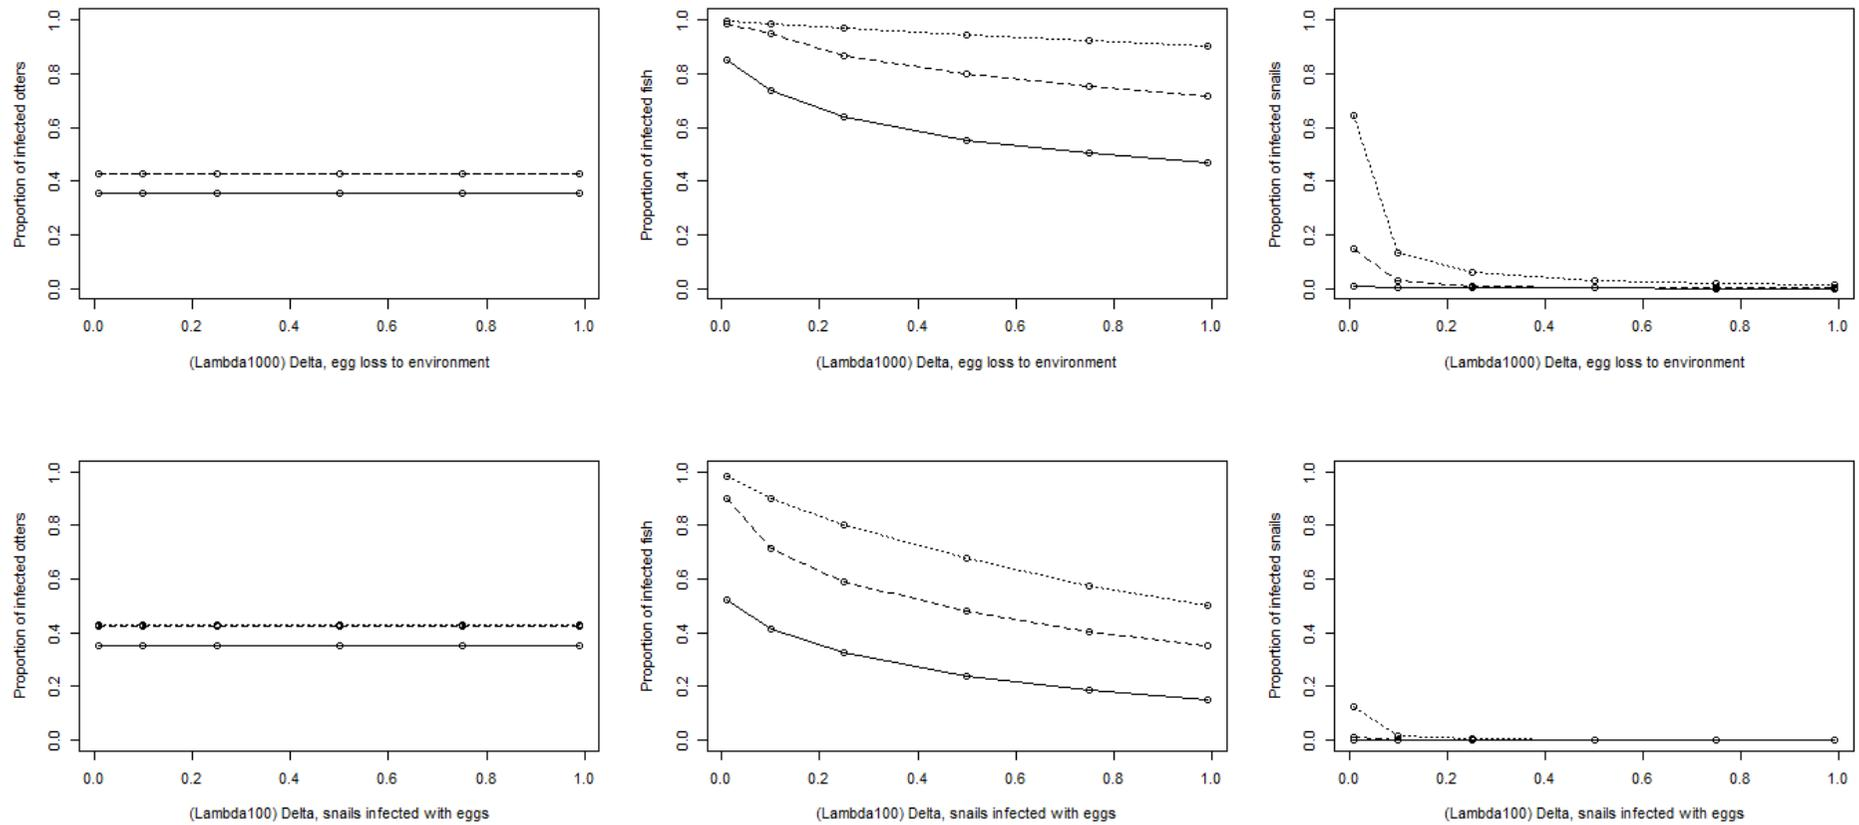 Proportion of infected otters
1.0
0.8
0.6
0.4
0.2
0.0
0.0 0.2 0.4 0.6 0.8 1.0
(Lambda1000) Delta, egg loss to environment
Proportion of infected fish
1.0
0.8
0.6
0.4
0.2
0.0
0.0 0.2 0.4 0.6 0.8 1.0
(Lambda1000) Delta, egg loss to environment
Proportion of infected snails
1.0
0.8
0.6
0.4
0.2
0.0
0.0 0.2 0.4 0.6 0.8 1.0
(Lambda1000) Delta, egg loss to environment
Proportion of infected otters
1.0
0.8
0.6
0.4
0.2
0.0
0.0 0.2 0.4 0.6 0.8 1.0
(Lambda100) Delta, snails infected with eggs
Proportion of infected fish
1.0
0.8
0.6
0.4
0.2
0.0
0.0 0.2 0.4 0.6 0.8 1.0
(Lambda100) Delta, snails infected with eggs
Proportion of infected snails
1.0
0.8
0.6
0.4
0.2
0.0
0.0 0.2 0.4 0.6 0.8 1.0
(Lambda100) Delta, snails infected with eggs